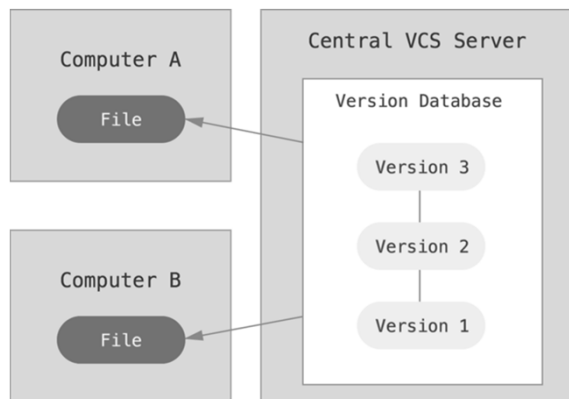 Computer A
File
Computer B
File
Central VCS Server
Version Database
Version 3
Version 2
Version 1